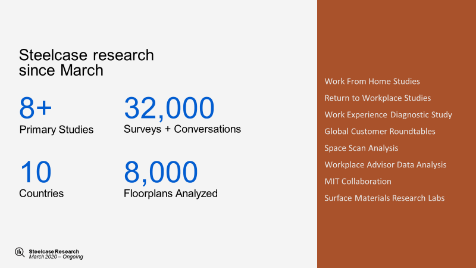 Steelcase research
since March
8+
Primary Studies
32,000
Surveys + Conversations
10
Countries
8,000
Floorplans Analyzed
Steelcase Research
March 2020 – Ongoing
Work From Home Studies
Return to Workplace Studies
Work Experience Diagnostic Study
Global Customer Roundtables
Space Scan Analysis
Workplace Advisor Data Analysis
MIT Collaboration
Surface Materials Research Labs